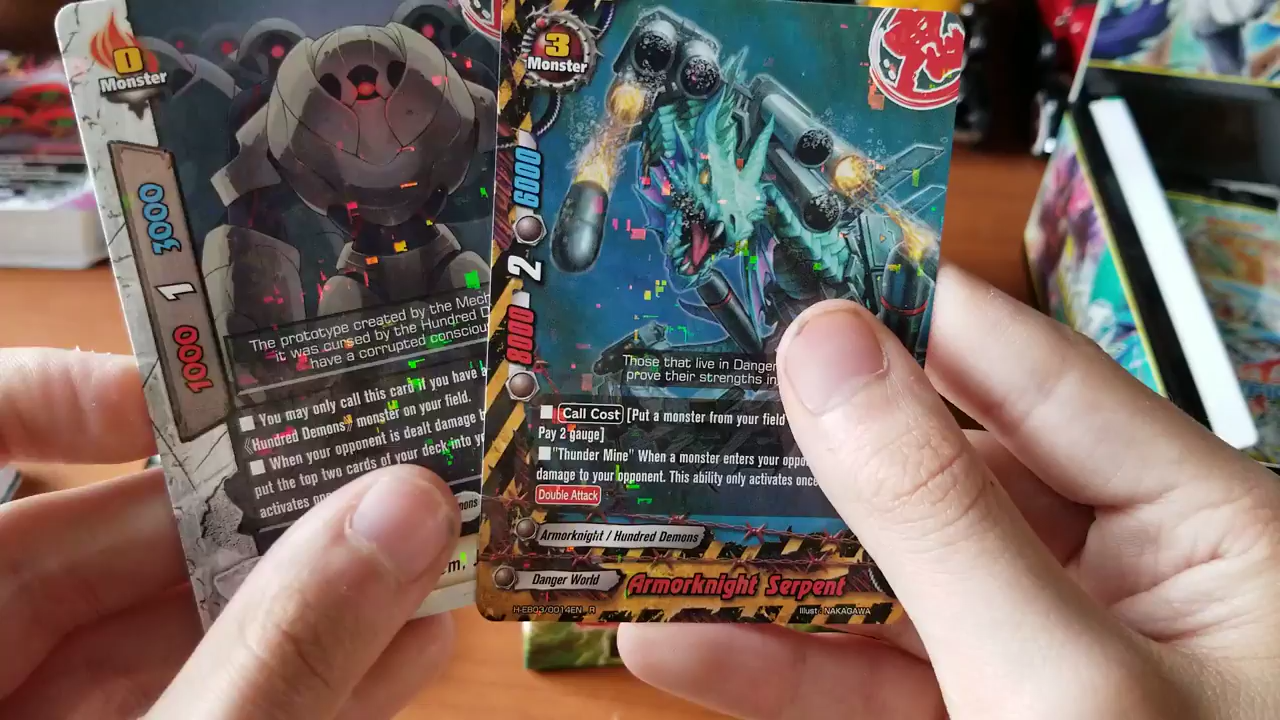 0
Monster
3000
1
1000
The prototype created by the Mech
it was cursed by the Hundred D
have a corrupted conscious
■ You may only call this card if you have a
《Hundred Demons》 monster on your field.
■ When your opponent is dealt damage
put the top two cards of your deck into
activates
3
Monster
6000
2
8000
Those that live in Danger
prove their strengths in
■ Call Cost [Put a monster from your field
Pay 2 gauge]
■"Thunder Mine" When a monster enters your
damage to your opponent. This ability only activates once
Double Attack
Armorknight / Hundred Demons
Danger World
Armorknight Serpent
H-EB03/0014EN R
Illust: NAKAGAWA